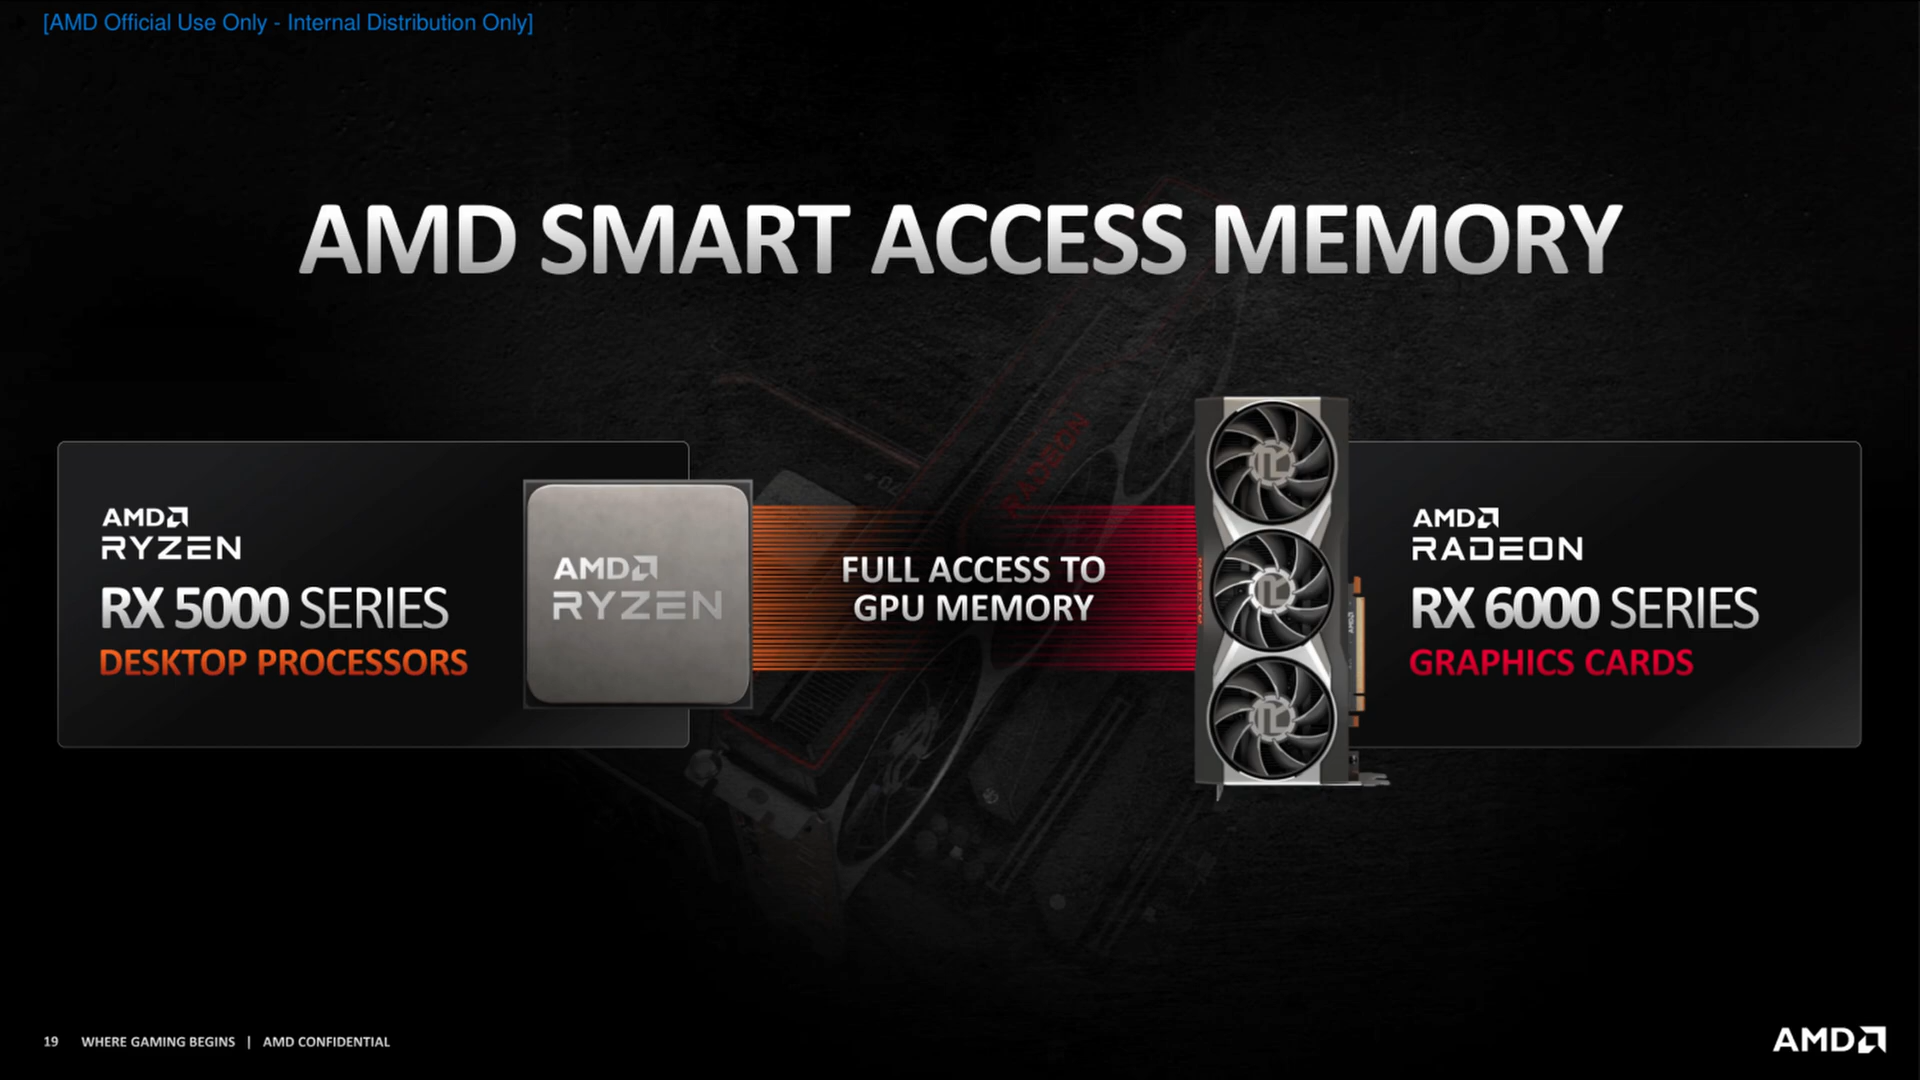 [AMD Official Use Only - Internal Distribution Only]
AMD SMART ACCESS MEMORY
AMD
RYZEN
RX 5000 SERIES
DESKTOP PROCESSORS
AMD
RYZEN
FULL ACCESS TO
GPU MEMORY
RADEON
AMD
RADEON
RX 6000 SERIES
GRAPHICS CARDS
19 WHERE GAMING BEGINS | AMD CONFIDENTIAL
AMD